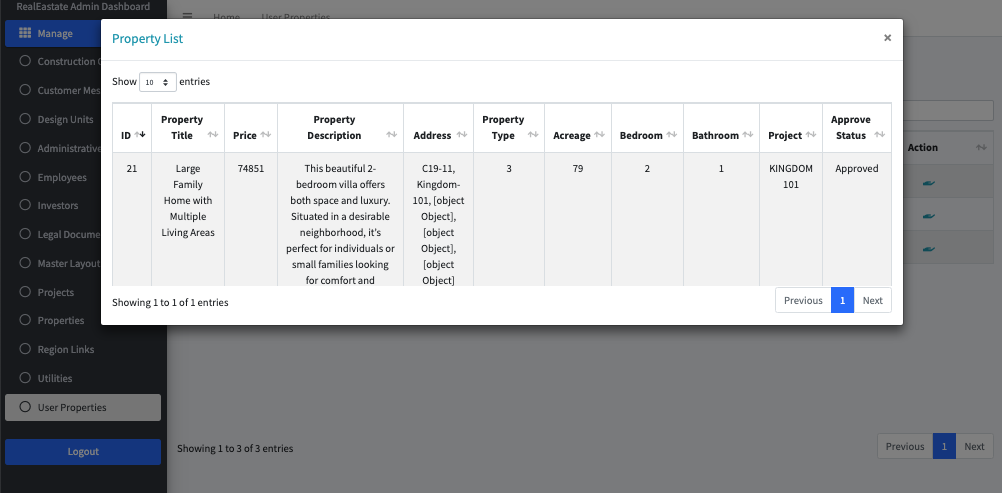 RealEastate Admin Dashboard
Manage
Construction
Customer Mes
Design Units
Administrative
Employees
Investors
Legal Docume
Master Layout
Projects
Properties
Region Links
Utilities
User Properties
Logout
Home User Properties
Property List ×
Show 10 entries
ID
Property
Title
Price
Property
Description
Address
Property
Type
Acreage
Bedroom
Bathroom
Project
Approve
Status
21
Large
Family
Home with
Multiple
Living Areas
74851
This beautiful 2-
bedroom villa offers
both space and luxury.
Situated in a desirable
neighborhood, it's
perfect for individuals or
small families looking
for comfort and
C19-11,
Kingdom-
101, [object
Object],
[object
Object],
[object
Object]
3
79
2
1
KINGDOM
101
Approved
Showing 1 to 1 of 1 entries
Previous 1 Next
Action
Showing 1 to 3 of 3 entries
Previous 1 Next